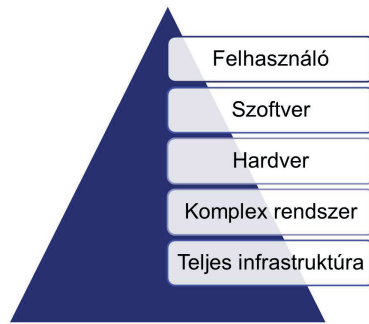 Felhasználó
Szoftver
Hardver
Komplex rendszer
Teljes infrastruktúra